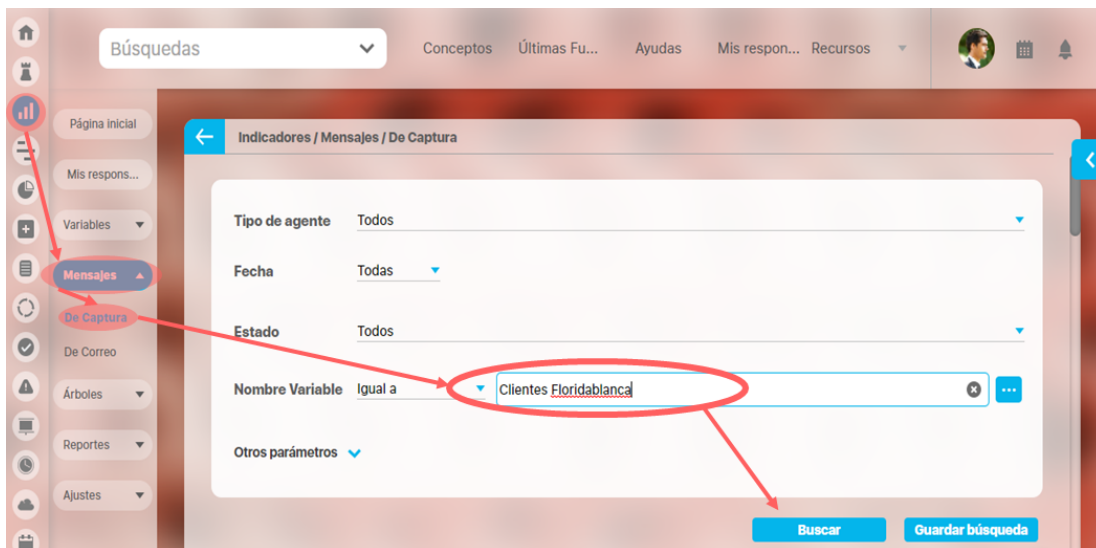 Búsquedas
Conceptos Últimas Fu... Ayudas Mis respon... Recursos
Página inicial
Mis respons...
Variables
Mensajes
De Captura
De Correo
Árboles
Reportes
Ajustes
Indicadores / Mensajes / De Captura
Tipo de agente Todos
Fecha Todas
Estado Todos
Nombre Variable Igual a Clientes Floridablanca
Otros parámetros
Buscar Guardar búsqueda